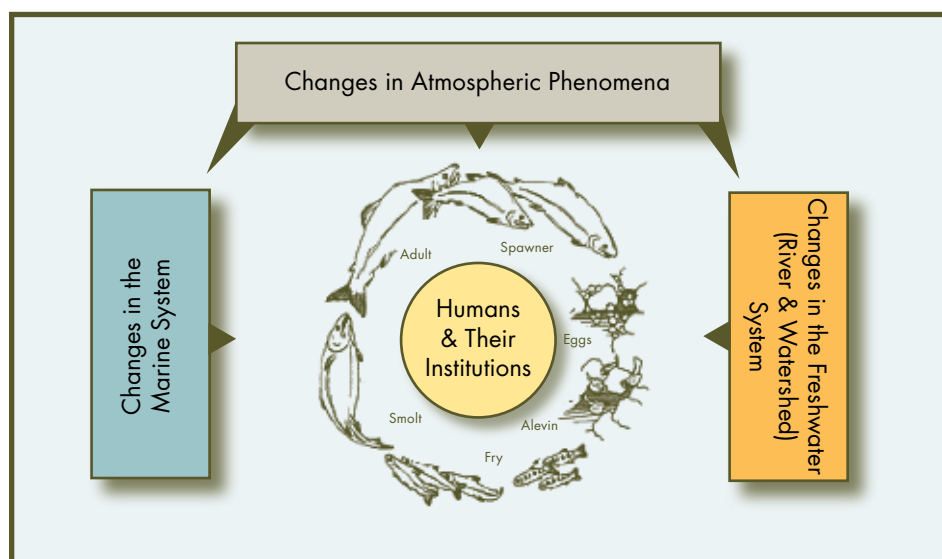 Changes in Atmospheric Phenomena
Changes in the
Marine System
Adult
Spawner
Humans
& Their
Institutions
Eggs
Alevin
Fry
Smolt
Changes in the Freshwater
(River & Watershed)
System